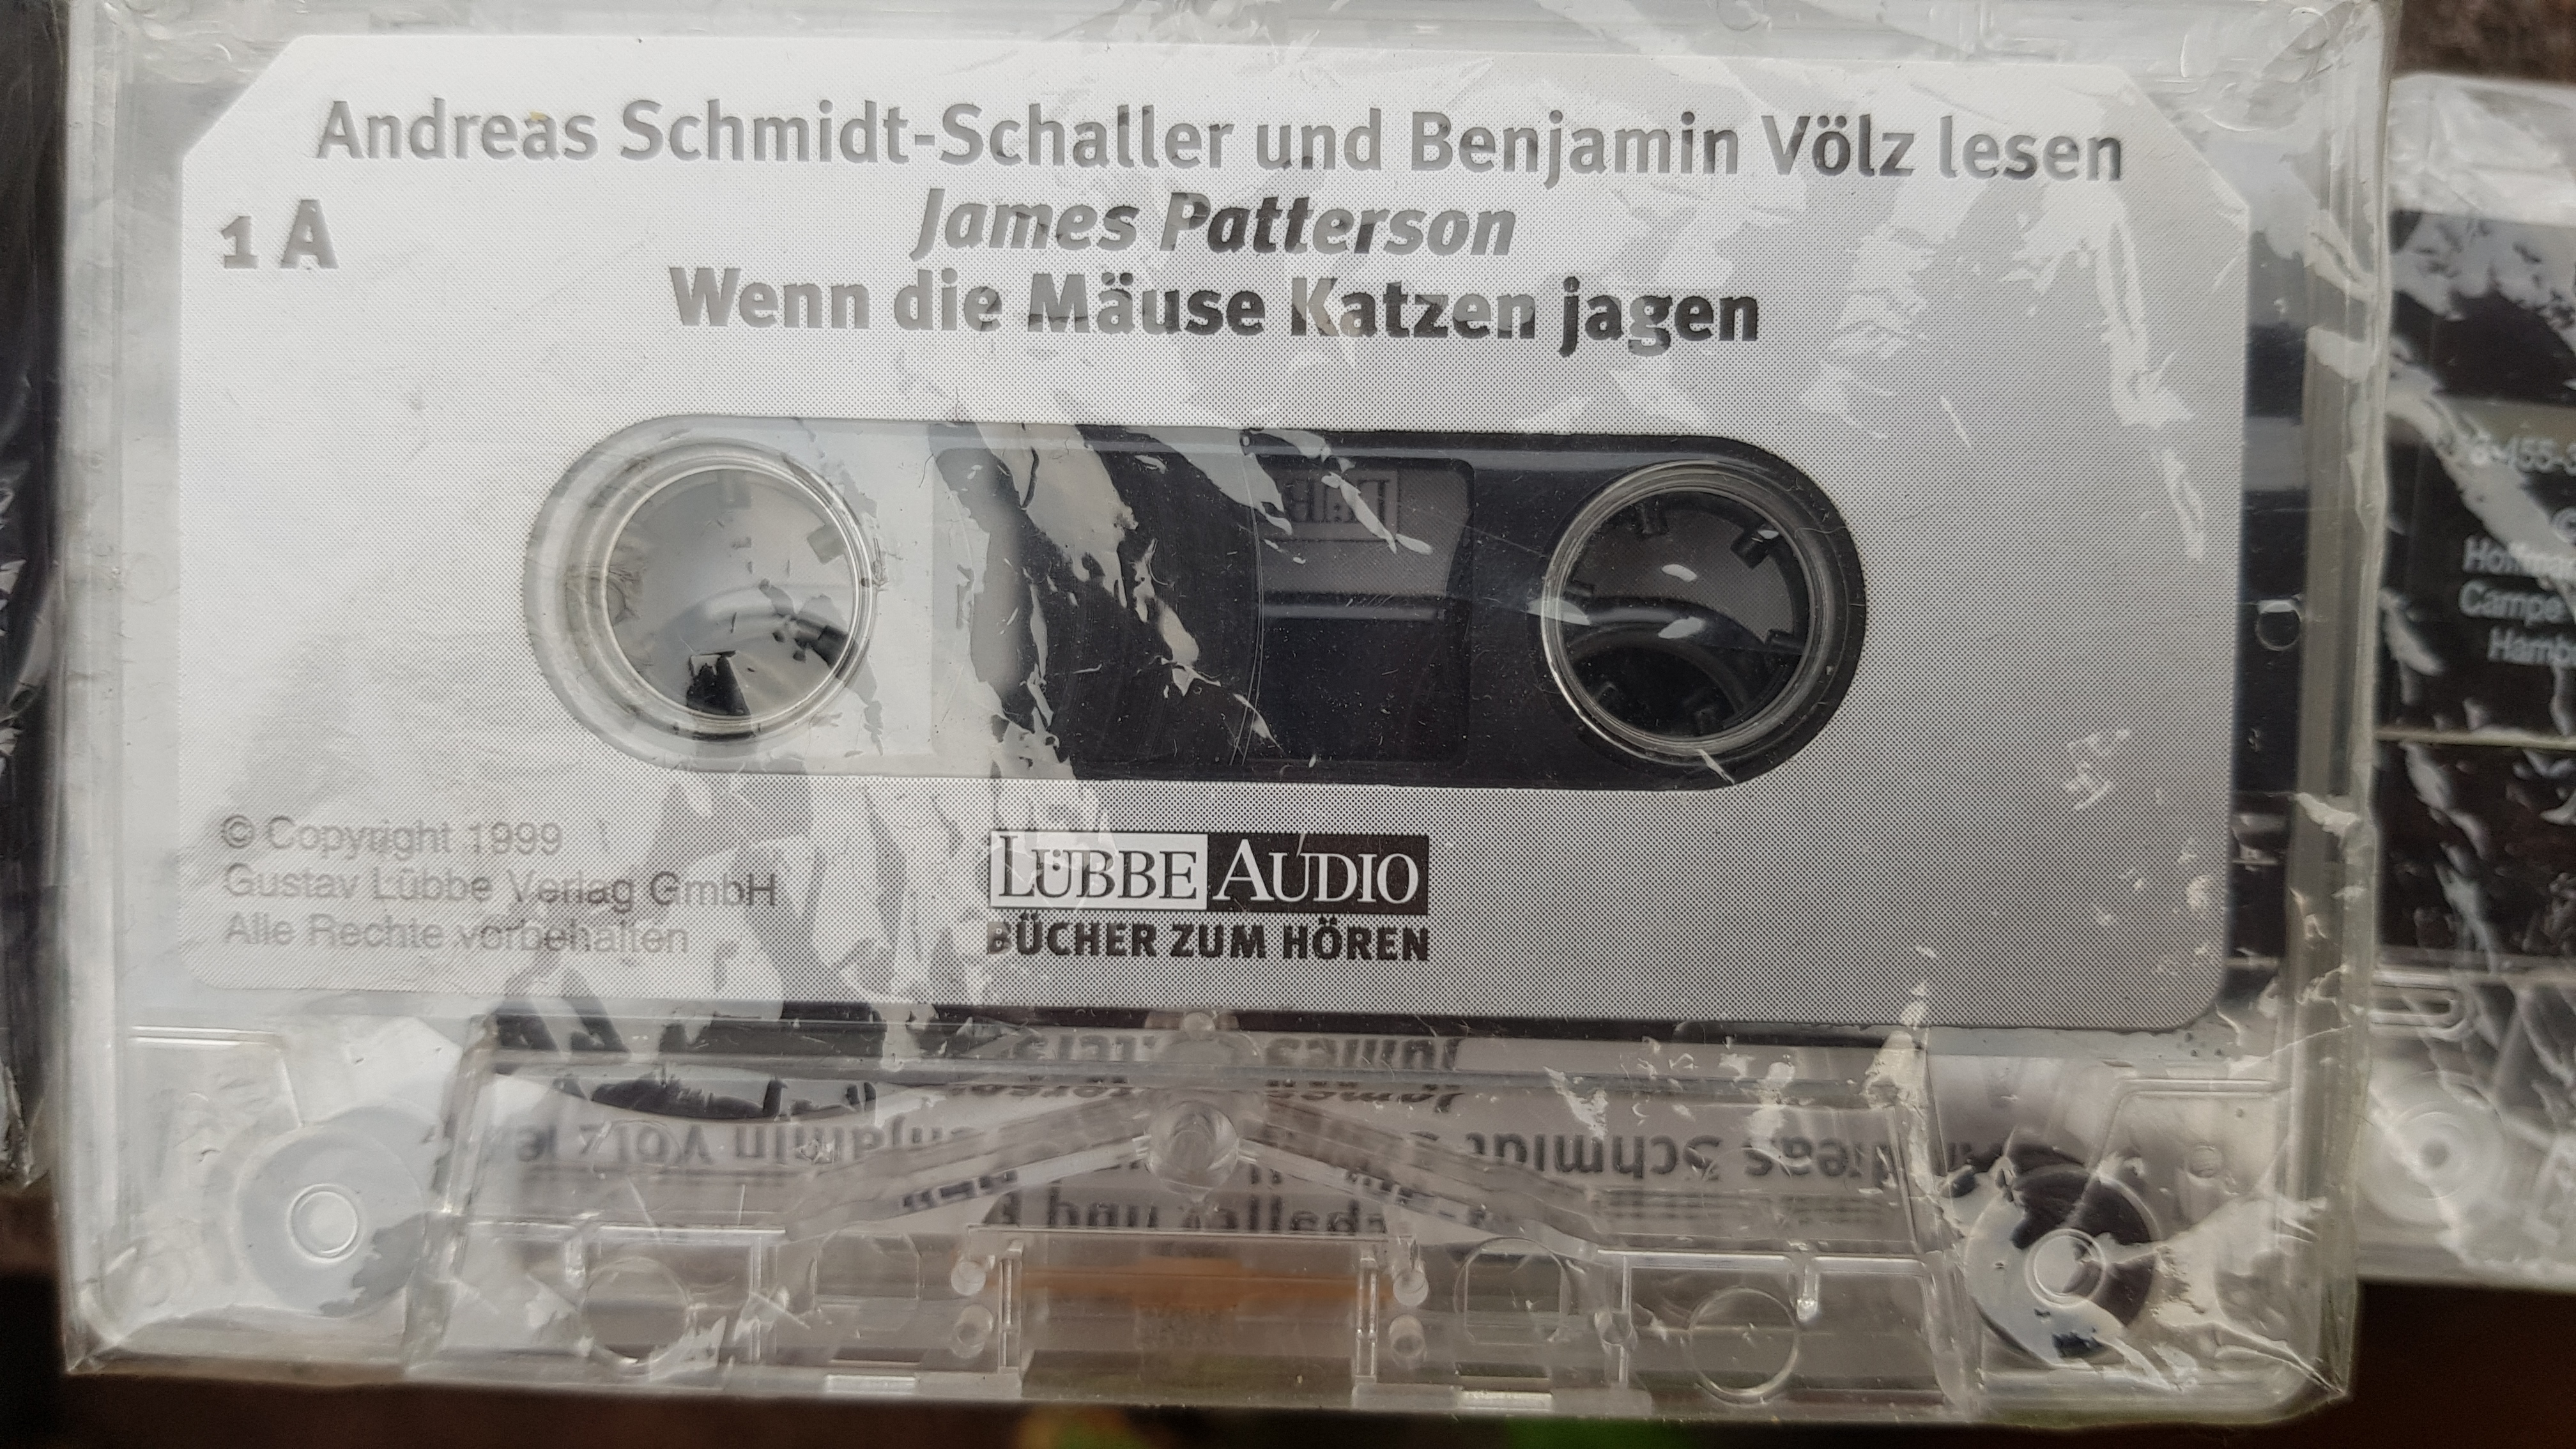 Andreas Schmidt-Schaller und Benjamin Völz lesen
1 A
James Patterson
Wenn die Mäuse Katzen jagen
© Copyright 1999
Gustav Lübbe Verlag GmbH
Alle Rechte vorbehalten
LÜBBE AUDIO
BÜCHER ZUM HÖREN